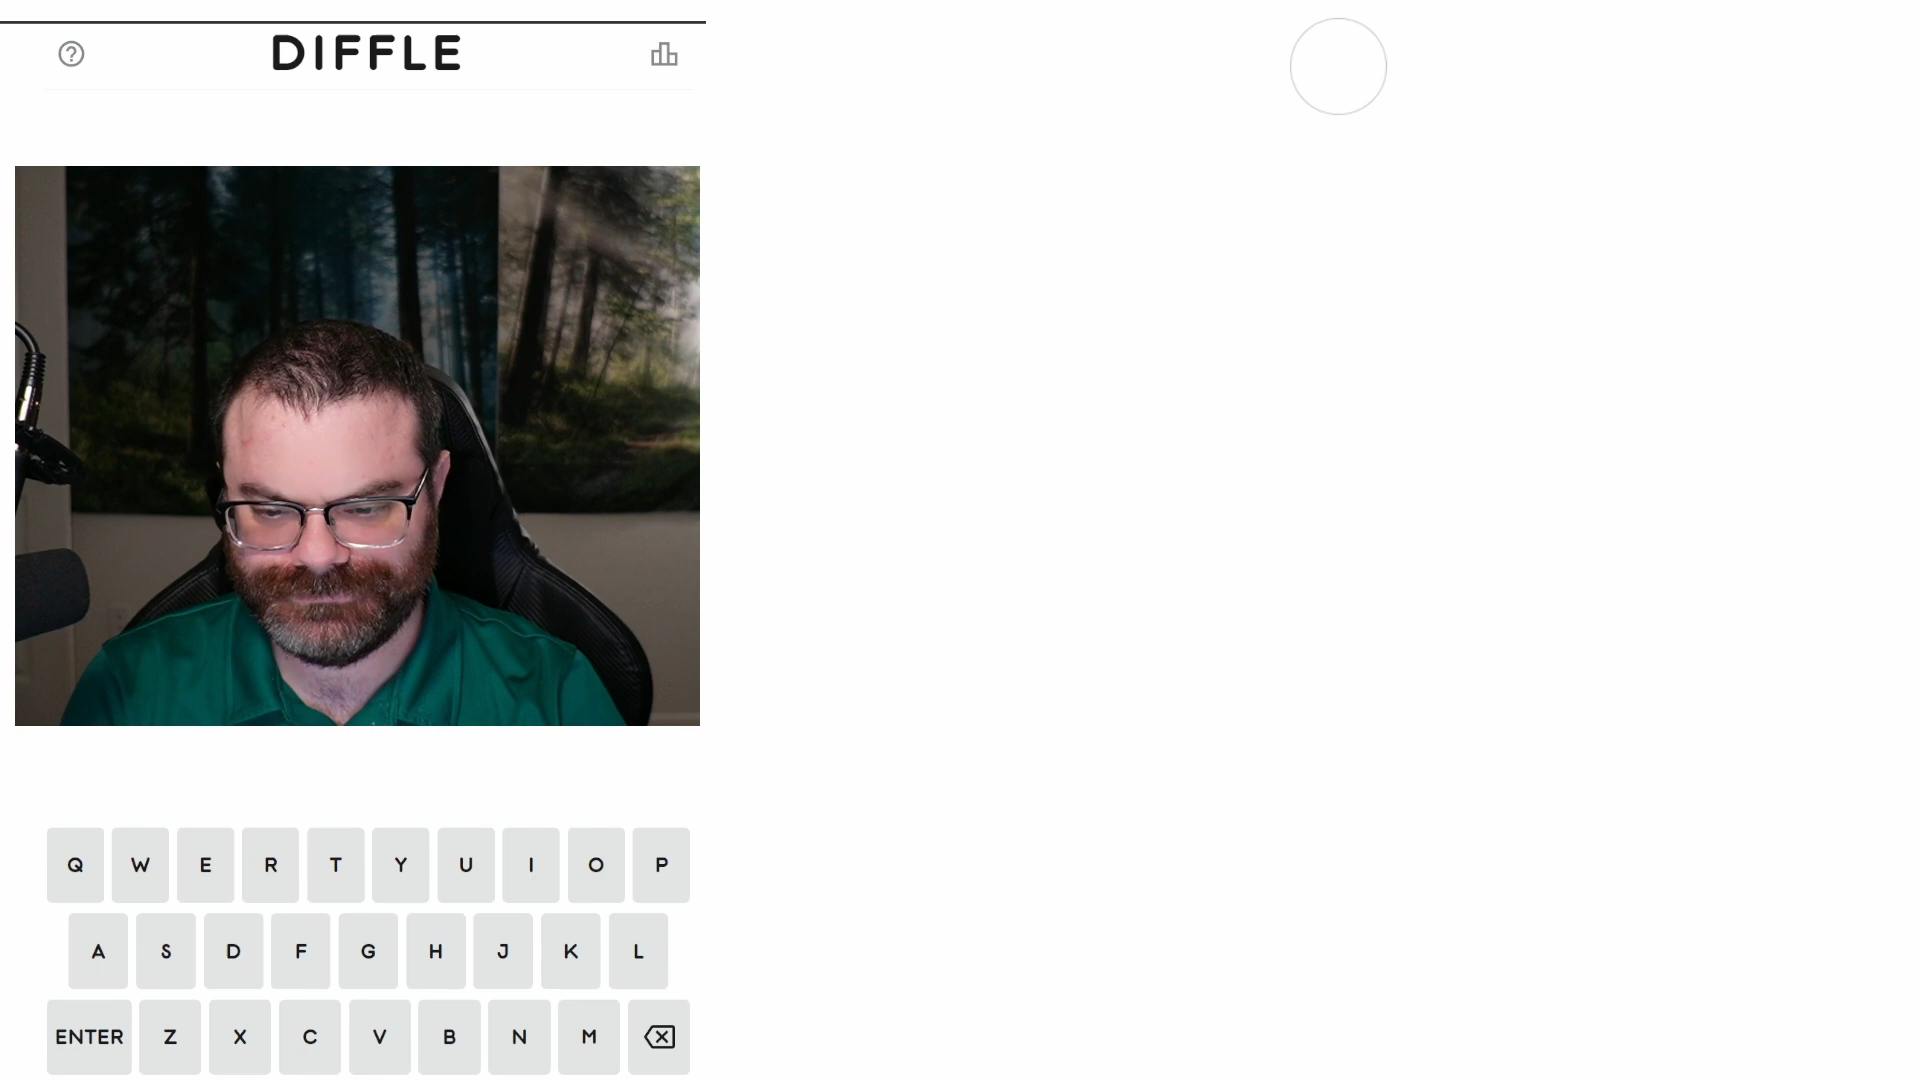 DIFFLE
Q W E R T Y U I O P
A S D F G H J K L
ENTER Z X C V B N M